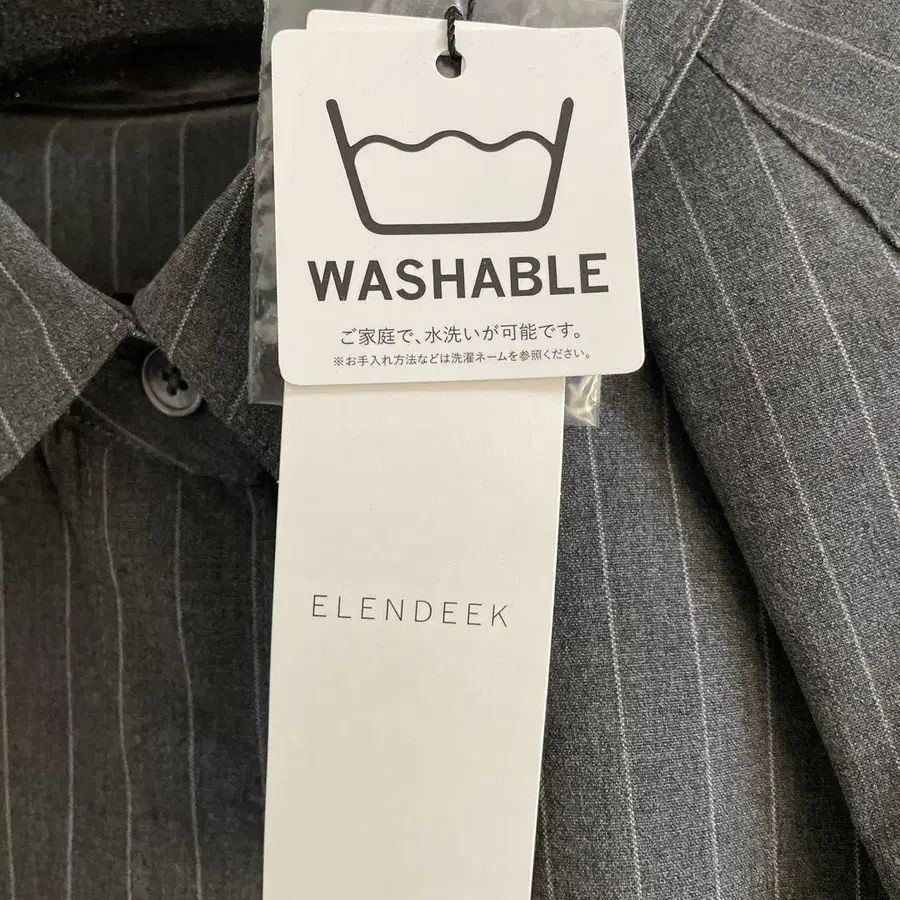 WASHABLE
ご家庭で、水洗いが可能です。
※お手入れ方法などは洗濯ネームを参照ください。
ELENDEEK